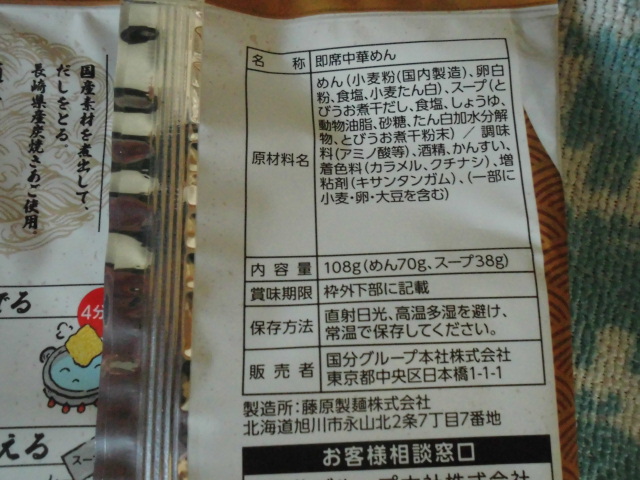 名称 即席中華めん
原材料名
めん(小麦粉(国内製造)、卵白
粉、食塩、小麦たん白)、スープ(と
びうお煮干だし、食塩、しょうゆ、
動物油脂、砂糖、たん白加水分解
物、とびうお煮干粉末) / 調味
料(アミノ酸等)、酒精、かんすい、
着色料(カラメル、クチナシ)、増
粘剤(キサンタンガム)、(一部に
小麦・卵・大豆を含む)
内容量 108g(めん70g、スープ38g)
賞味期限 枠外下部に記載
保存方法
直射日光、高温多湿を避け、
常温で保存してください。
販売者
国分グループ本社株式会社
東京都中央区日本橋1-1-1
製造所:藤原製麺株式会社
北海道旭川市永山北2条7丁目7番地
お客様相談窓口
国産素材を煮出して、
だしをとる。
長崎県産炭焼きあご使用
4分
える
スー